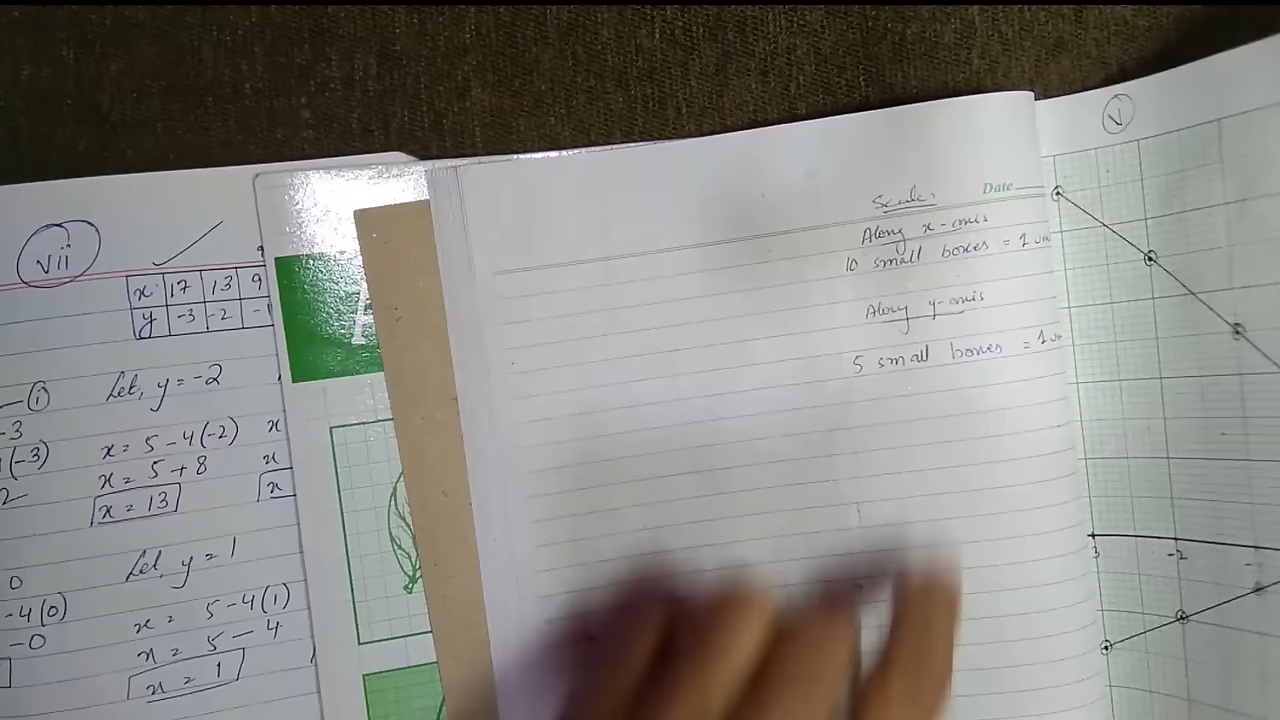 vii
x 17 13 9
y -3 -2 -1
(i) Let, y = -2
-3
(-3) x = 5 - 4(-2) x
x = 5 + 8 x
x = 13 x
0 Let, y = 1
-4(0) x = 5 - 4(1)
-0 x = 5 - 4
x = 1
Date
Scale:
Along x-axis
10 small boxes = 1
Along y-axis
5 small boxes = 1
V
3 -2